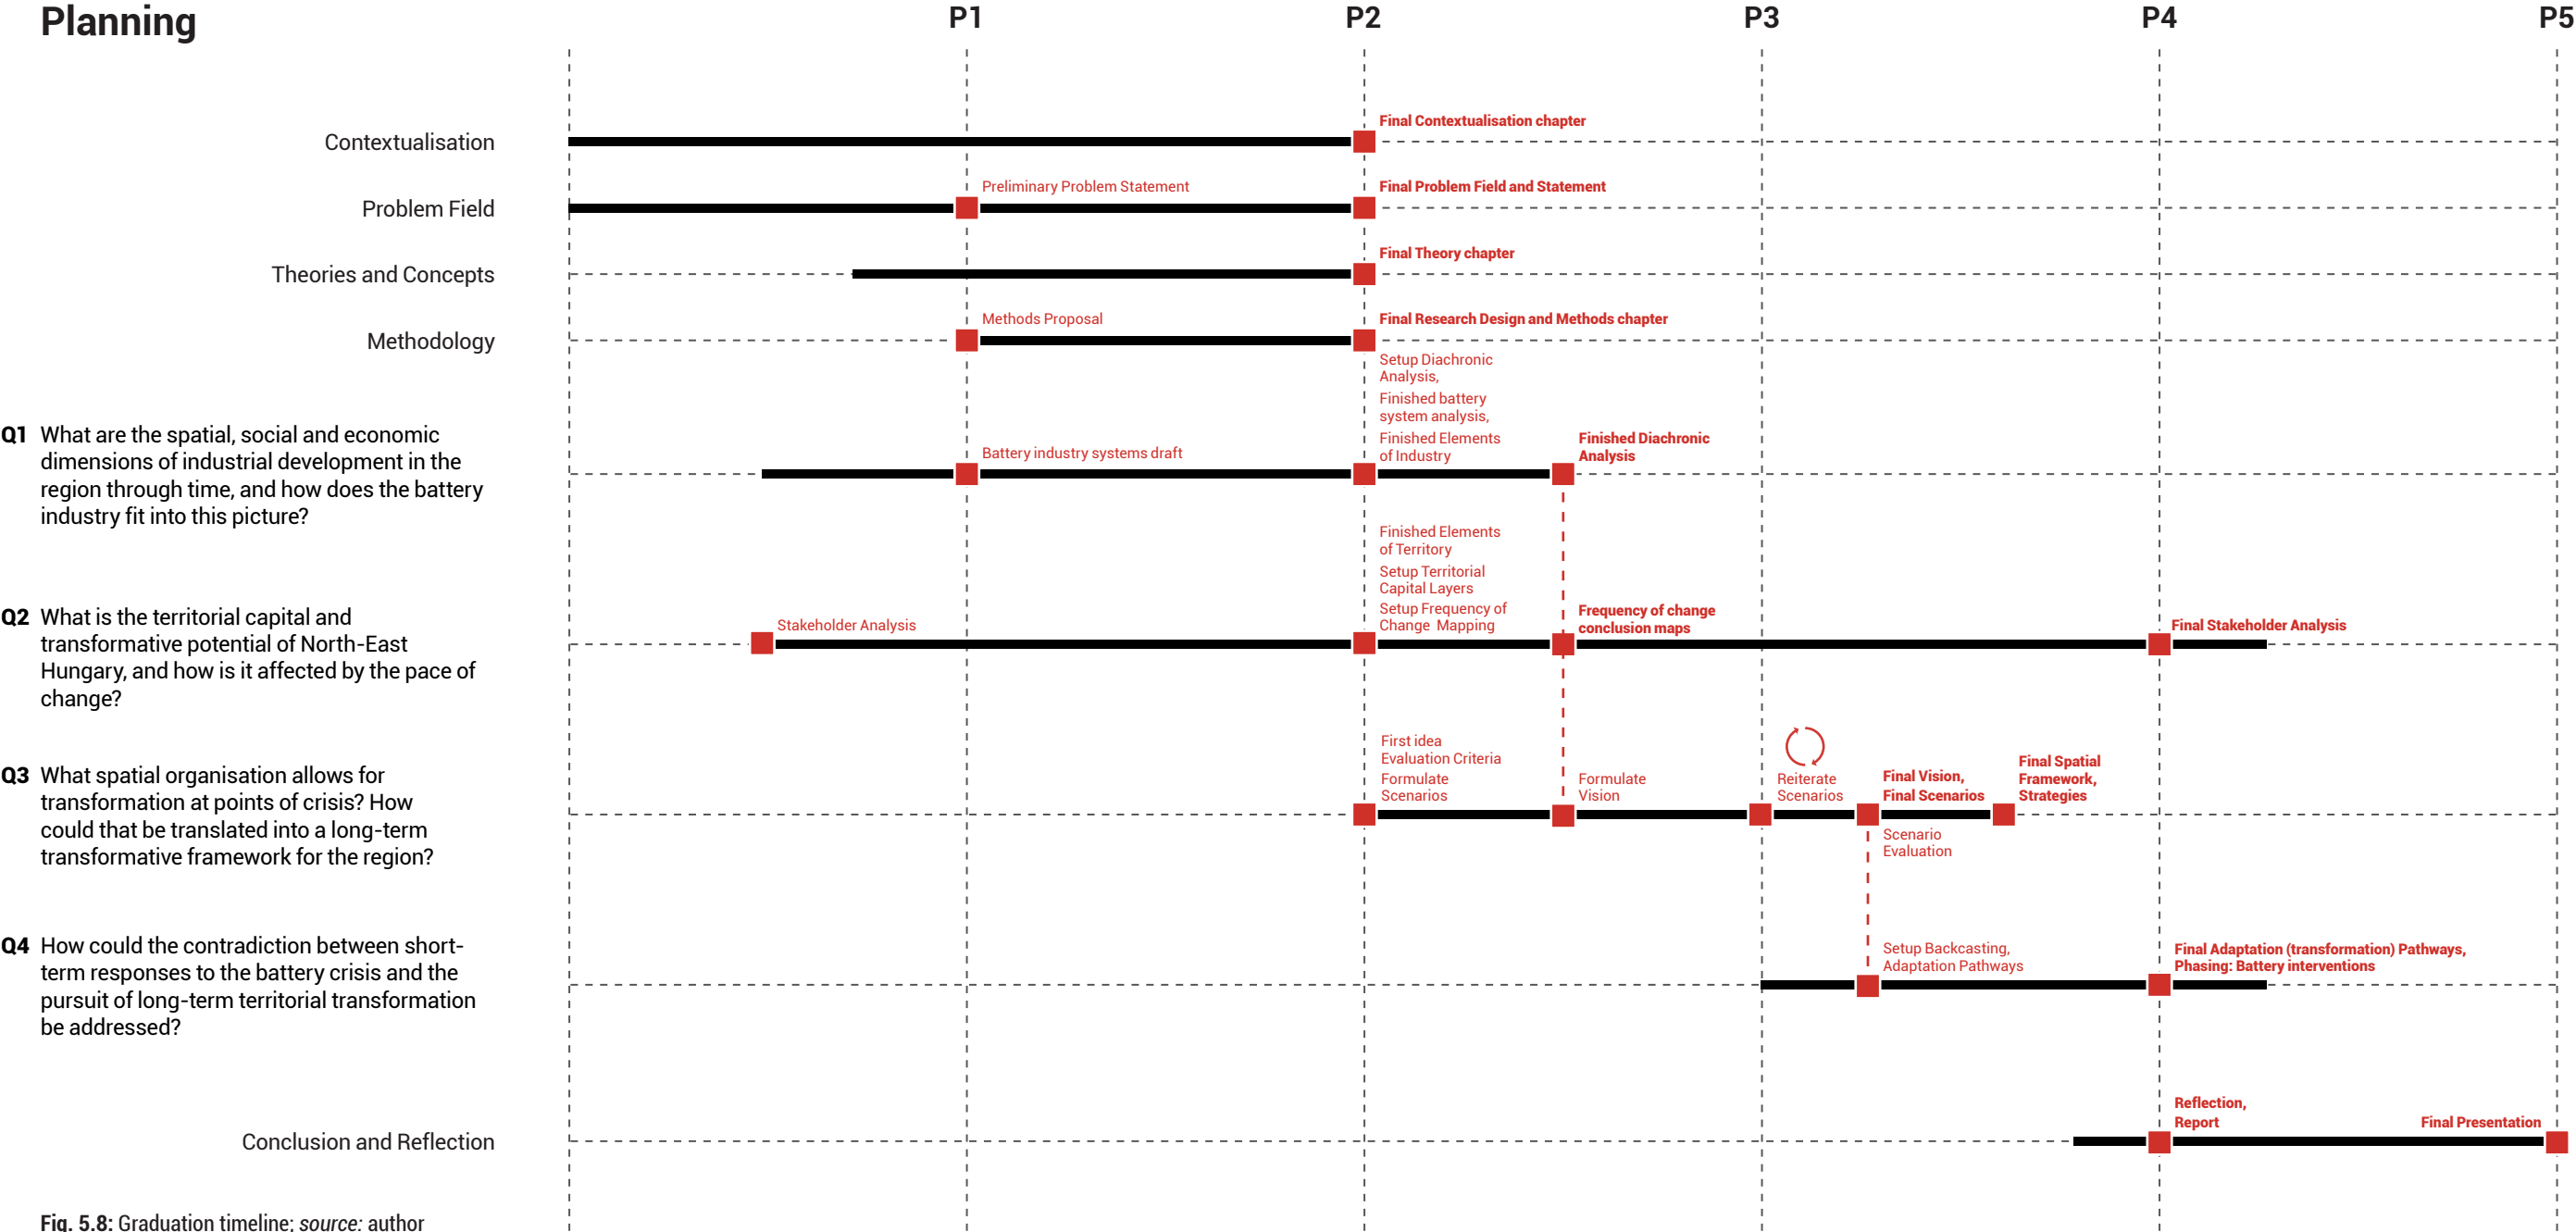 Planning
P1
P2
P3
P4
P5
Contextualisation
Final Contextualisation chapter
Problem Field
Preliminary Problem Statement
Final Problem Field and Statement
Theories and Concepts
Final Theory chapter
Methodology
Methods Proposal
Final Research Design and Methods chapter
Q1 What are the spatial, social and economic
dimensions of industrial development in the
region through time, and how does the battery
industry fit into this picture?
Battery industry systems draft
Setup Diachronic
Analysis,
Finished battery
system analysis,
Finished Elements
of Industry
Finished Diachronic
Analysis
Q2 What is the territorial capital and
transformative potential of North-East
Hungary, and how is it affected by the pace of
change?
Stakeholder Analysis
Finished Elements
of Territory
Setup Territorial
Capital Layers
Setup Frequency of
Change Mapping
Frequency of change
conclusion maps
Final Stakeholder Analysis
Q3 What spatial organisation allows for
transformation at points of crisis? How
could that be translated into a long-term
transformative framework for the region?
First idea
Evaluation Criteria
Formulate
Scenarios
Formulate
Vision
Reiterate
Scenarios
Final Vision,
Final Scenarios
Scenario
Evaluation
Final Spatial
Framework,
Strategies
Q4 How could the contradiction between short-
term responses to the battery crisis and the
pursuit of long-term territorial transformation
be addressed?
Setup Backcasting,
Adaptation Pathways
Final Adaptation (transformation) Pathways,
Phasing: Battery interventions
Conclusion and Reflection
Reflection,
Report
Final Presentation
Fig. 5.8: Graduation timeline; source: author